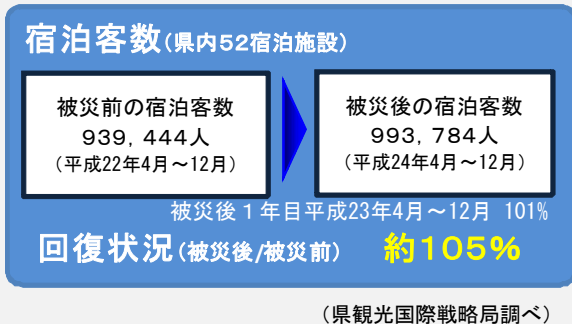 宿泊客数(県内52宿泊施設)
被災前の宿泊客数
939,444人
(平成22年4月～12月)
被災後の宿泊客数
993,784人
(平成24年4月～12月)
被災後1年目平成23年4月～12月 101%
回復状況(被災後/被災前) 約105%
(県観光国際戦略局調べ)